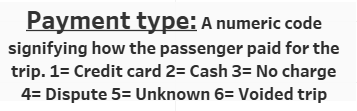 Payment type: A numeric code
signifying how the passenger paid for the
trip. 1= Credit card 2= Cash 3= No charge
4= Dispute 5= Unknown 6= Voided trip